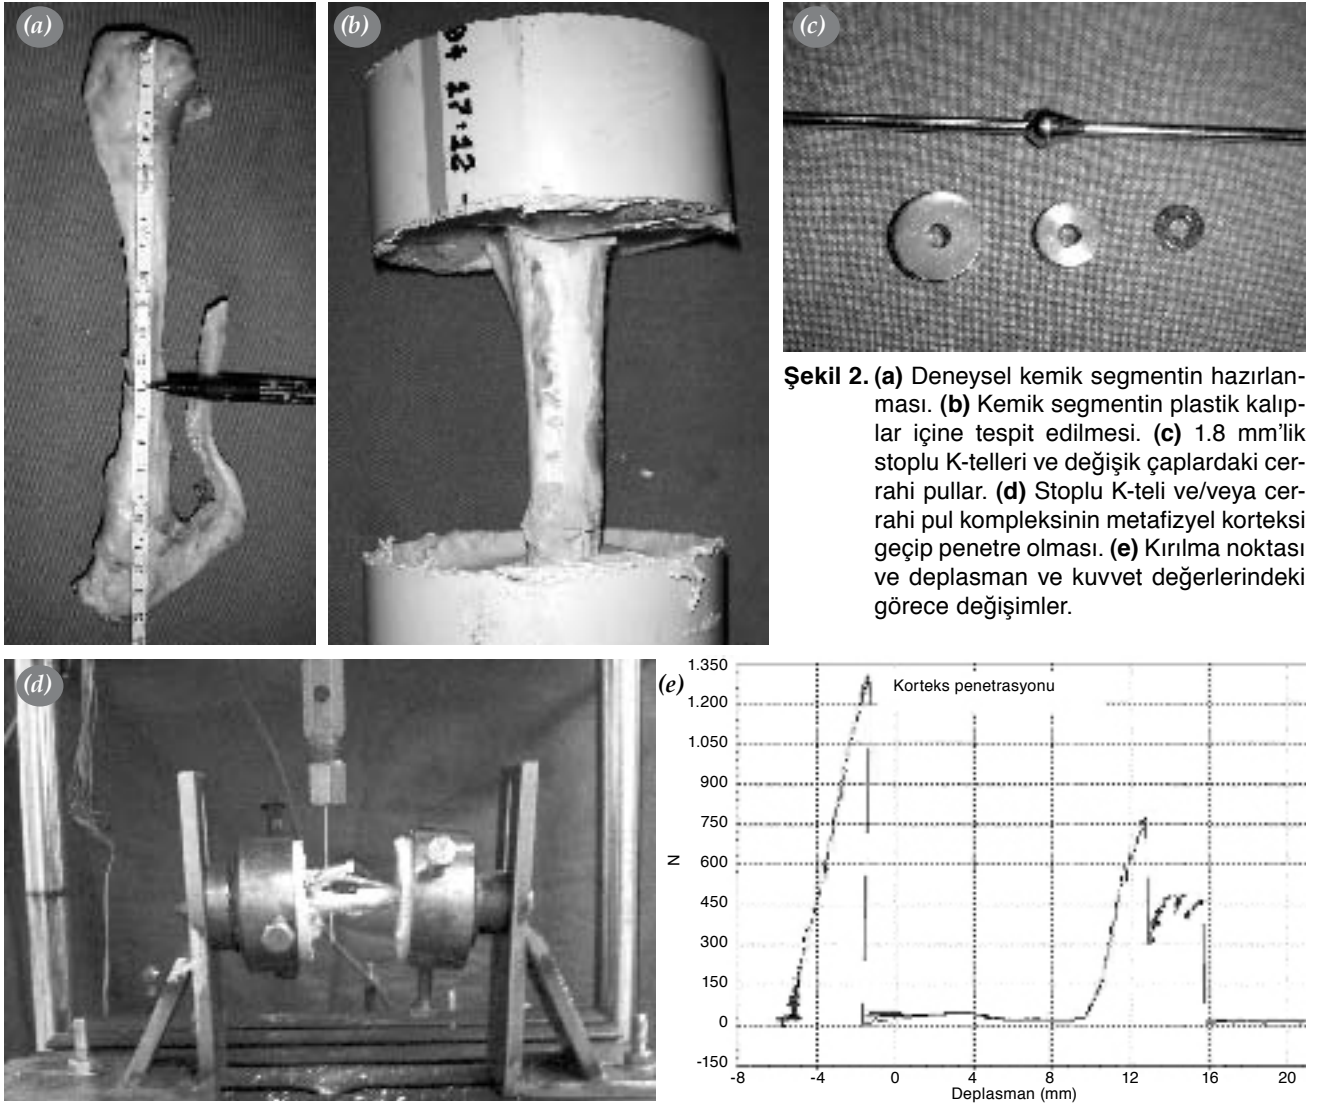 (a)
(b)
04 17.12 -
(c)
Şekil 2. (a) Deneysel kemik segmentin hazırlan-
ması. (b) Kemik segmentin plastik kalıp-
lar içine tespit edilmesi. (c) 1.8 mm'lik
stoplu K-telleri ve değişik çaplardaki cer-
rahi pullar. (d) Stoplu K-teli ve/veya cer-
rahi pul kompleksinin metafizyel korteksi
geçip penetre olması. (e) Kırılma noktası
ve deplasman ve kuvvet değerlerindeki
görece değişimler.
(d)
(e)
Korteks penetrasyonu
1.350
1.200
1.050
900
750
600
450
300
150
0
-150
N
-8 -4 0 4 8 12 16 20
Deplasman (mm)